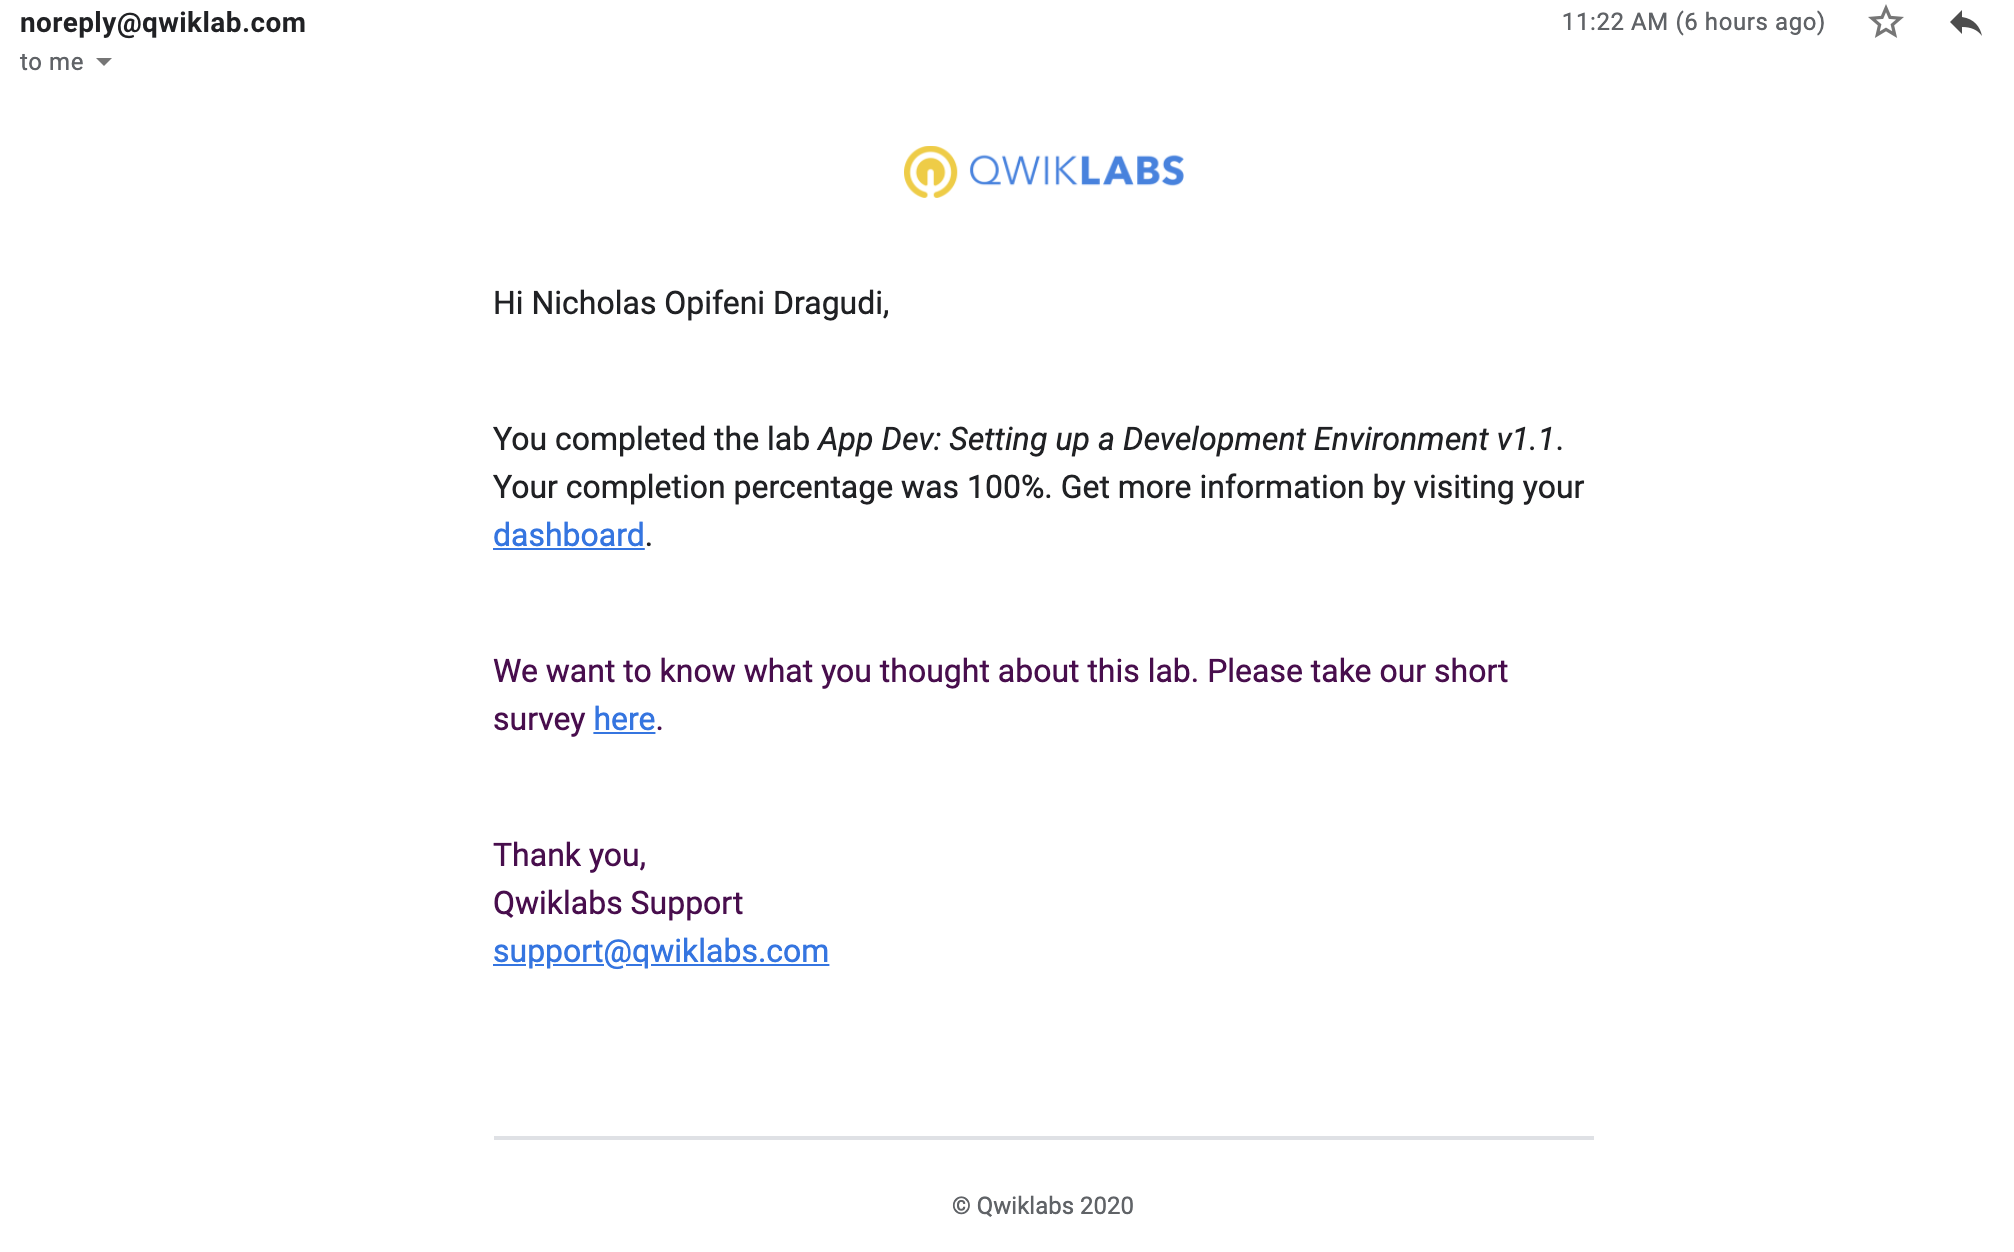 noreply@qwiklab.com
11:22 AM (6 hours ago)
to me
QWIKLABS
Hi Nicholas Opifeni Dragudi,
You completed the lab App Dev: Setting up a Development Environment v1.1.
Your completion percentage was 100%. Get more information by visiting your
dashboard.
We want to know what you thought about this lab. Please take our short
survey here.
Thank you,
Qwiklabs Support
support@qwiklabs.com
© Qwiklabs 2020